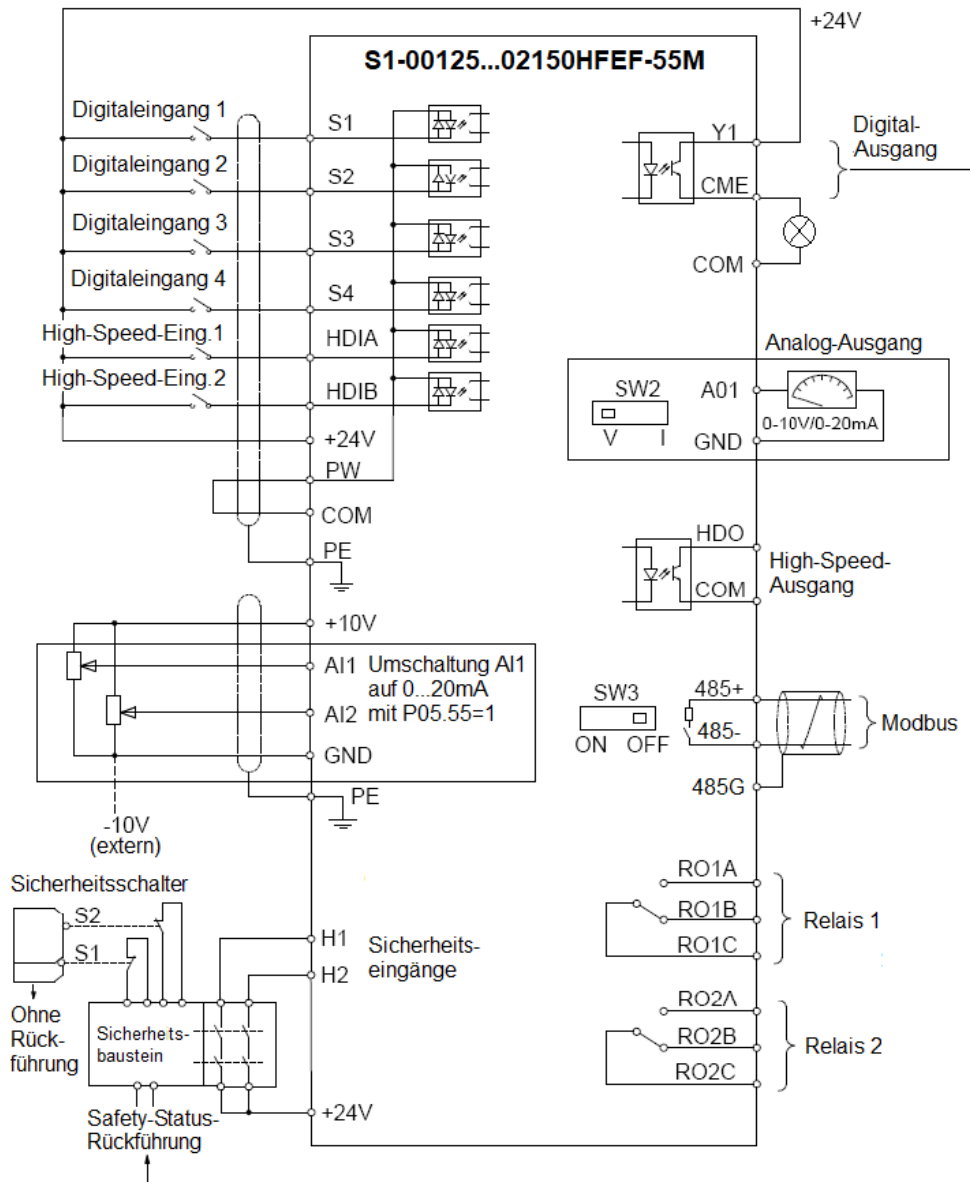 +24V
S1-00125...02150HFEF-55M
Digitaleingang 1
S1
Digitaleingang 2
S2
Digitaleingang 3
S3
Digitaleingang 4
S4
High-Speed-Eing.1
HDIA
High-Speed-Eing.2
HDIB
+24V
PW
COM
PE
+10V
AI1
Umschaltung AI1
auf 0...20mA
mit P05.55=1
AI2
GND
PE
-10V
(extern)
Sicherheitsschalter
S2
S1
Ohne
Rück-
führung
Sicherheits-
baustein
Safety-Status-
Rückführung
H1
H2
Sicherheits-
eingänge
+24V
Y1
CME
COM
Digital-
Ausgang
Analog-Ausgang
SW2
V I
A01
GND
0-10V/0-20mA
HDO
COM
High-Speed-
Ausgang
SW3
ON OFF
485+
485-
485G
Modbus
RO1A
RO1B
RO1C
Relais 1
RO2A
RO2B
RO2C
Relais 2